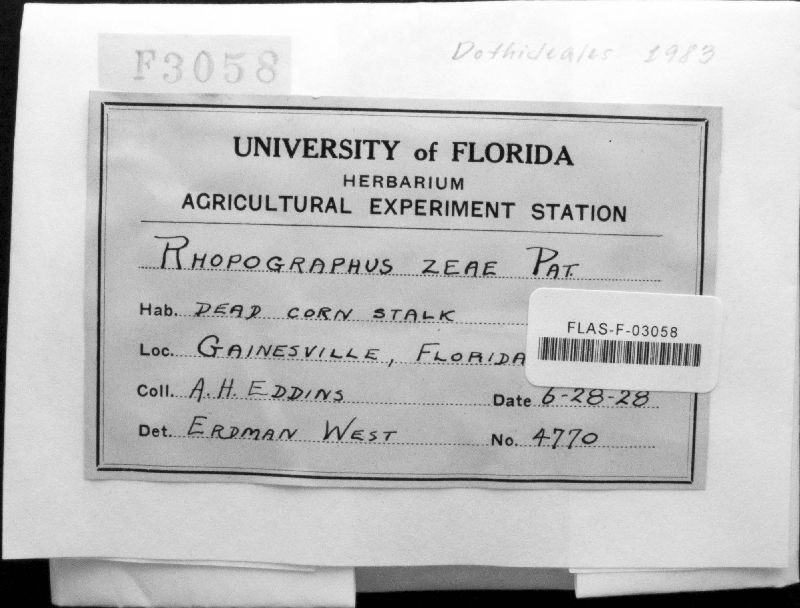 F3058
Dothideales 1983
UNIVERSITY of FLORIDA
HERBARIUM
AGRICULTURAL EXPERIMENT STATION
RHOPOGRAPHUS ZEAE PAT.
Hab. DEAD CORN STALK
FLAS-F-03058
Loc. GAINESVILLE, FLORIDA
Coll. A.H. EDDINS Date 6-28-28
Det. ERDMAN WEST No. 4770